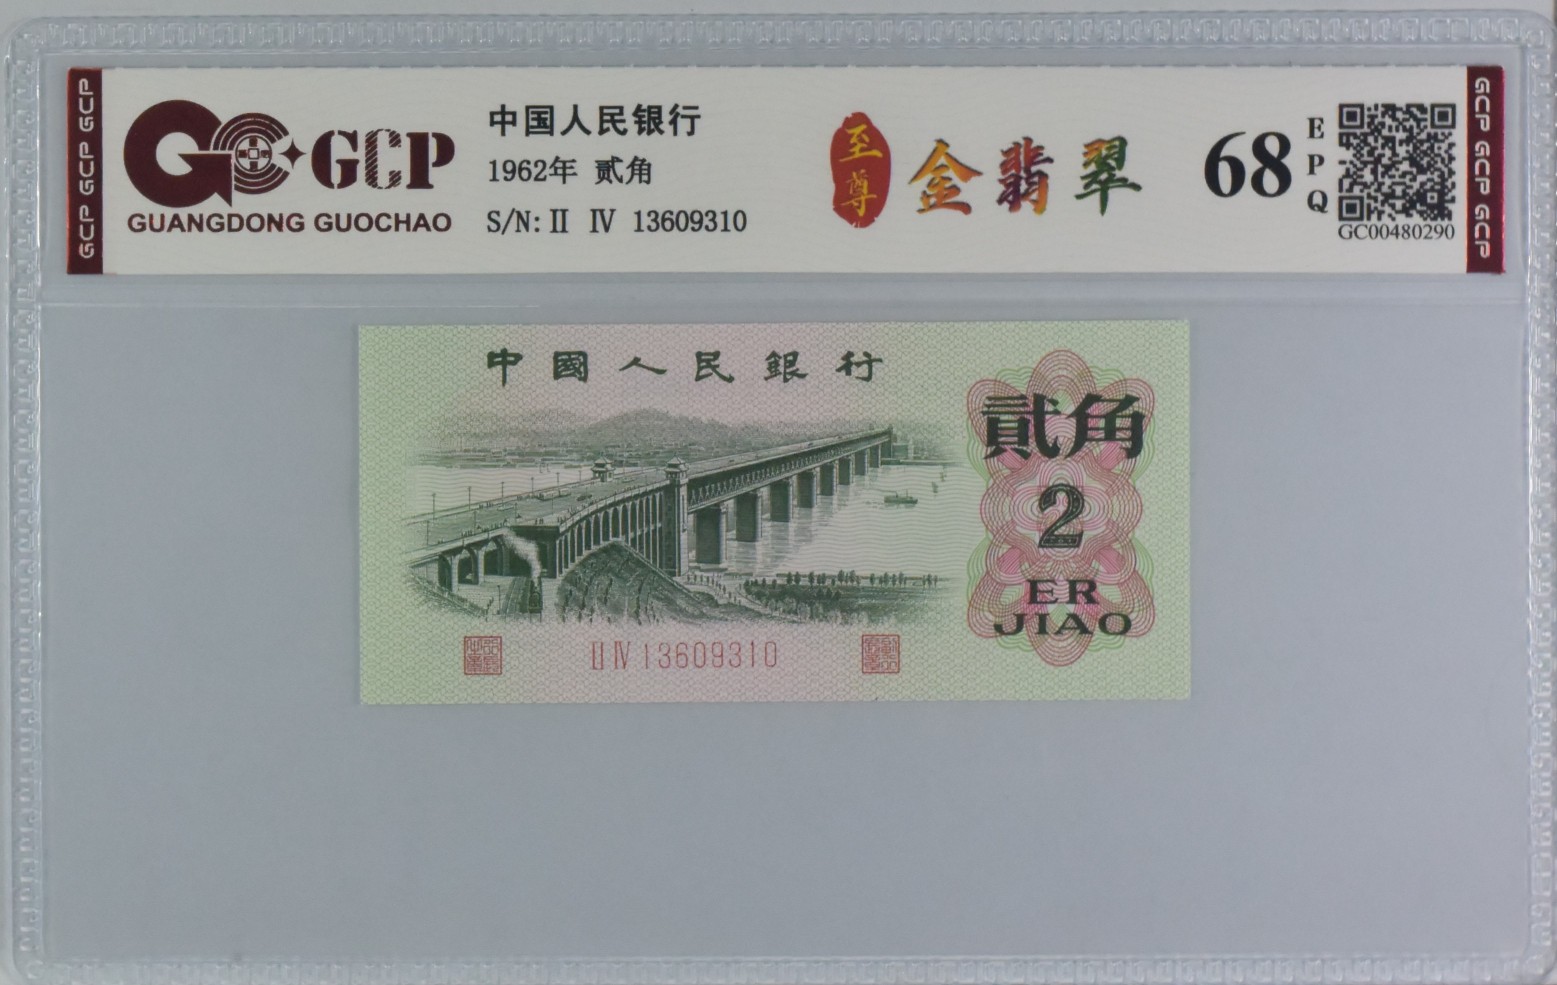 GCP GCP GCP
GCP
GUANGDONG GUOCHAO
中国人民银行
1962年 贰角
S/N: II IV 13609310
至尊
金翡翠
68
EPQ
GC00480290
GCP GCP GCP
中國人民銀行
貳角
2
ER
JIAO
II IV 13609310